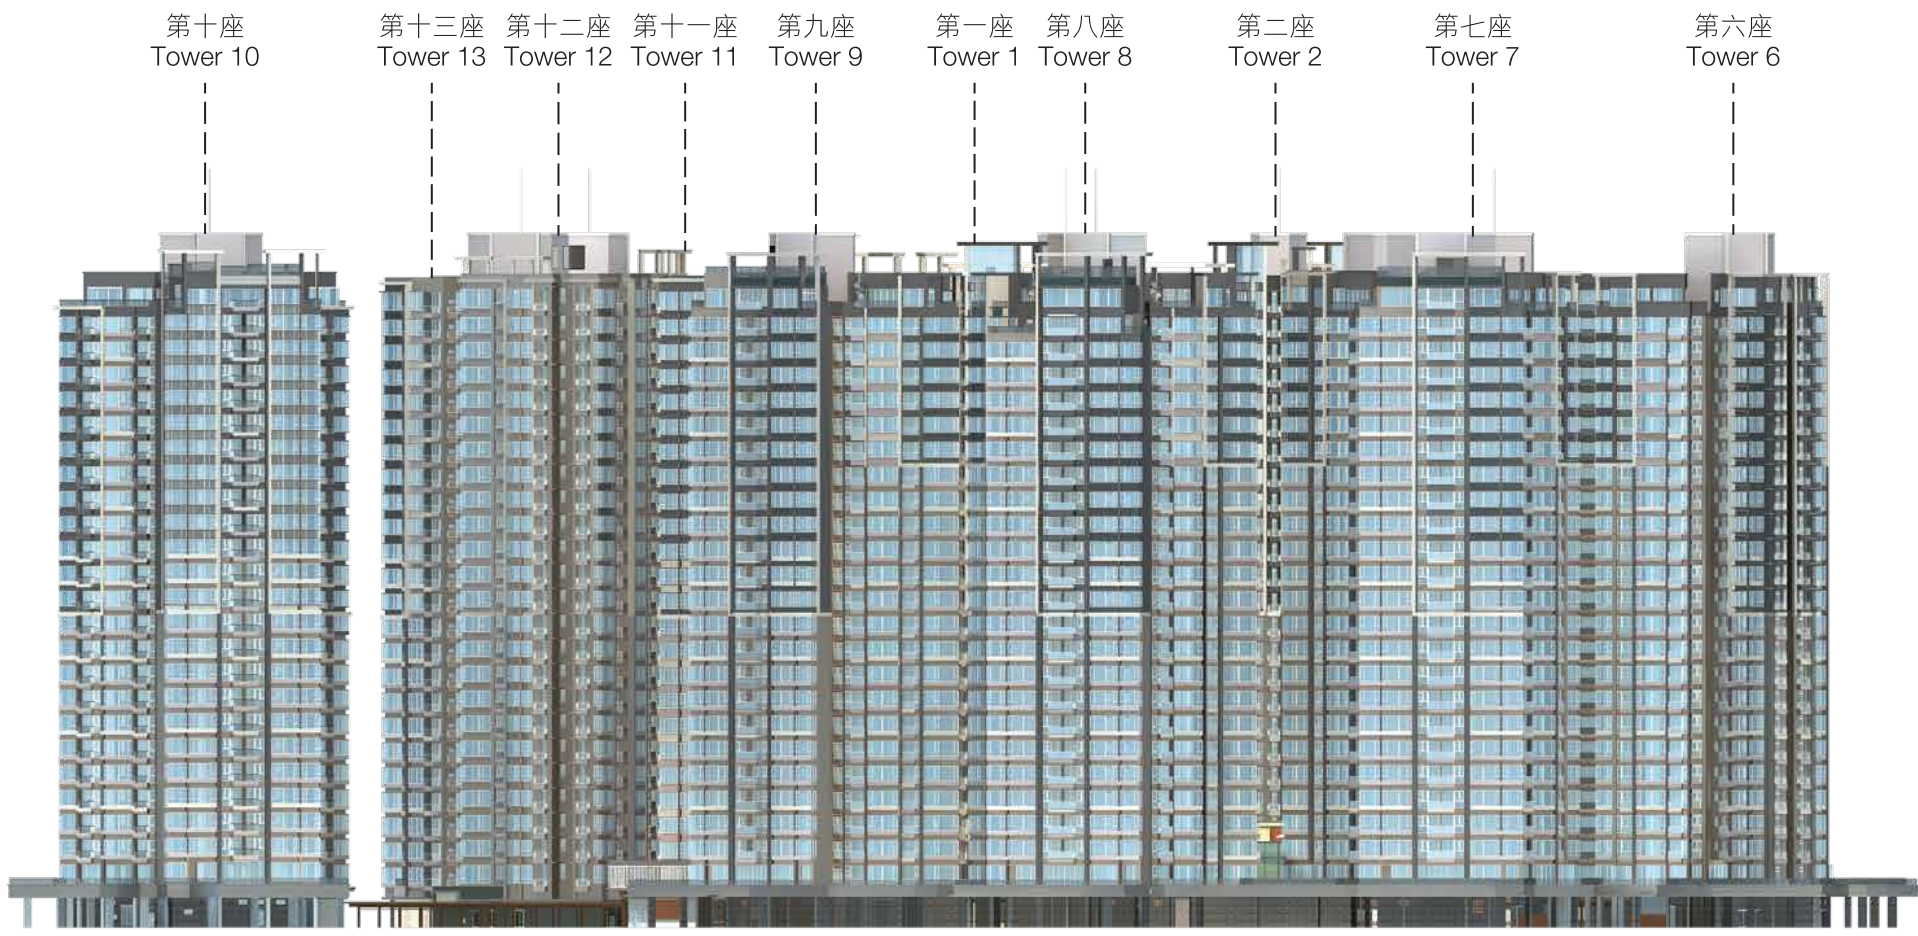 第十座
Tower 10
第十三座
Tower 13
第十二座
Tower 12
第十一座
Tower 11
第九座
Tower 9
第一座
Tower 1
第八座
Tower 8
第二座
Tower 2
第七座
Tower 7
第六座
Tower 6